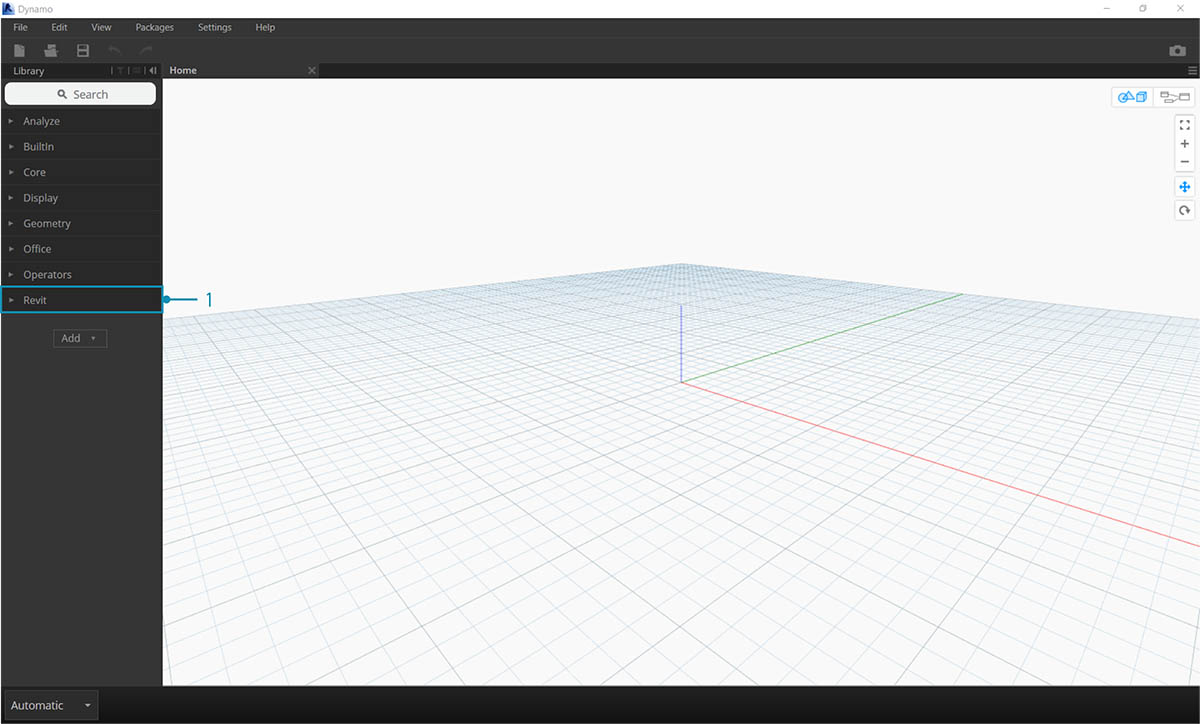 Dynamo
File Edit View Packages Settings Help
Library
Home
Search
Analyze
BuiltIn
Core
Display
Geometry
Office
Operators
Revit
1
Add
Automatic